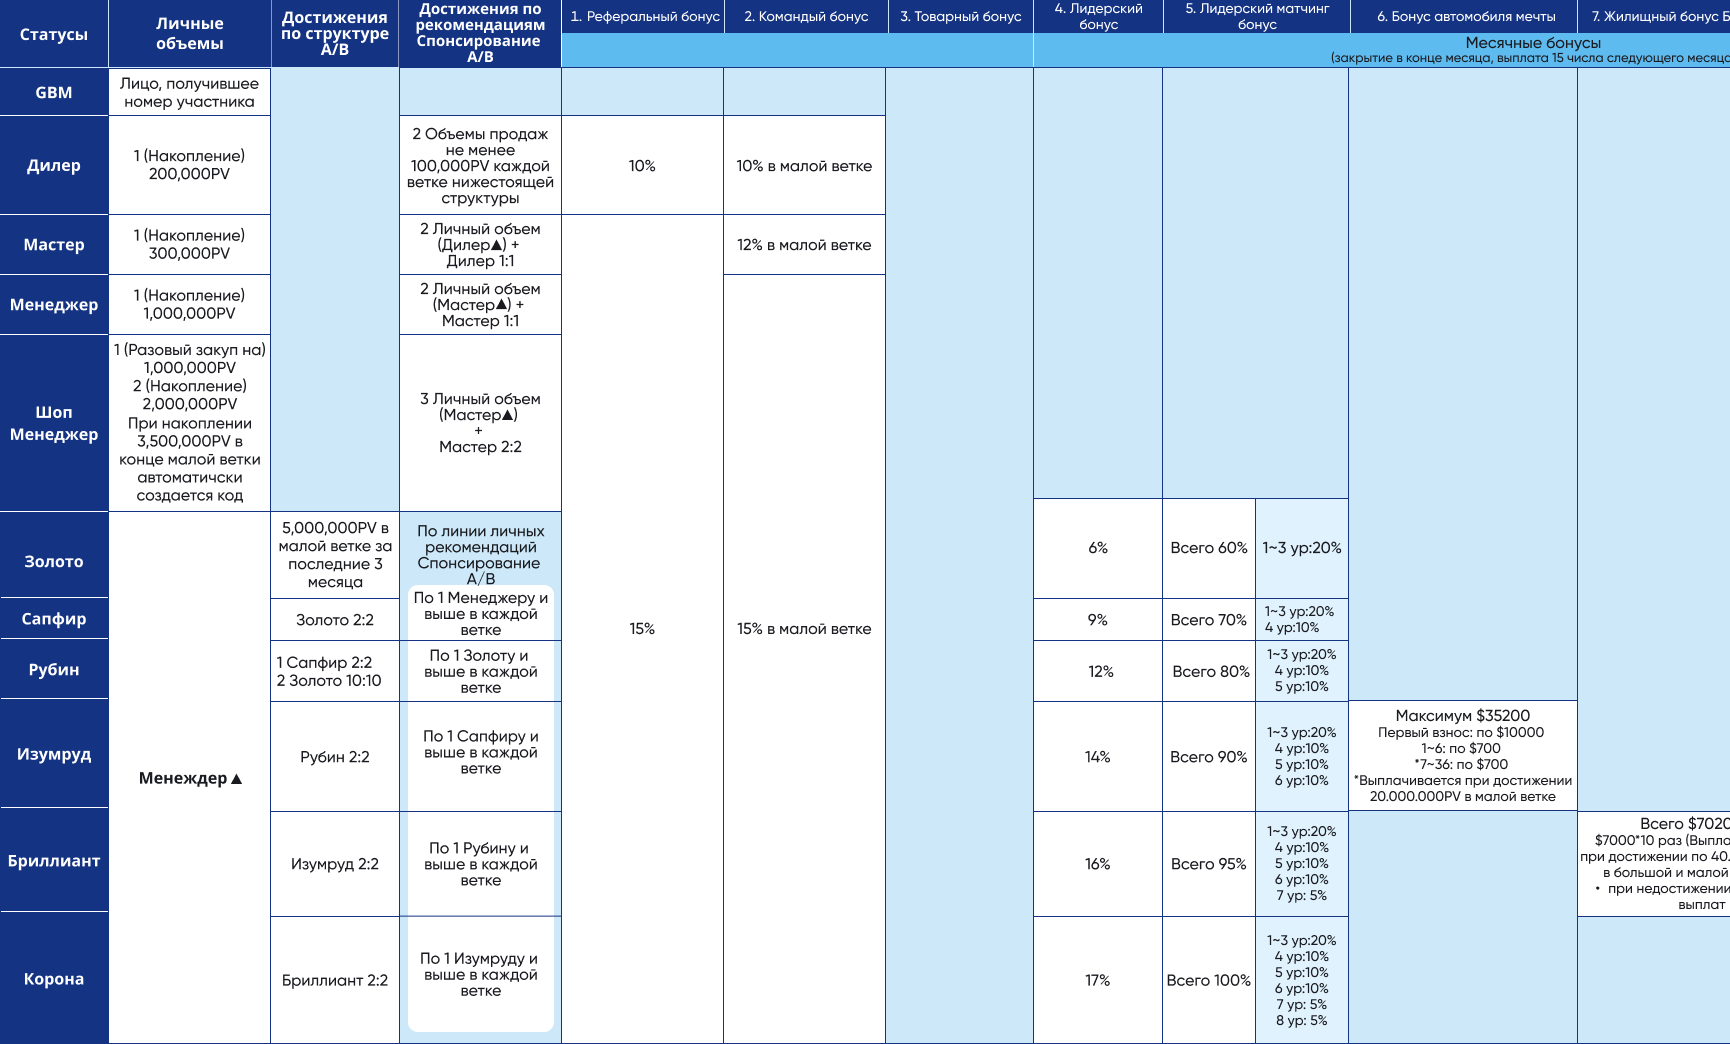 Статусы
Личные
объемы
Достижения
по структуре
A/B
Достижения по
рекомендациям
Спонсирование
A/B
1. Реферальный бонус
2. Командый бонус
3. Товарный бонус
4. Лидерский
бонус
5. Лидерский матчинг
бонус
6. Бонус автомобиля мечты
7. Жилищный бонус Б
Месячные бонусы
(закрытие в конце месяца, выплата 15 числа следующего месяца
GBM
Лицо, получившее
номер участника
Дилер
1 (Накопление)
200,000PV
2 Объемы продаж
не менее
100,000PV каждой
ветке нижестоящей
структуры
10%
10% в малой ветке
Мастер
1 (Накопление)
300,000PV
2 Личный объем
(Дилер▲) +
Дилер 1:1
12% в малой ветке
Менеджер
1 (Накопление)
1,000,000PV
2 Личный объем
(Мастер▲) +
Мастер 1:1
Шоп
Менеджер
1 (Разовый закуп на)
1,000,000PV
2 (Накопление)
2,000,000PV
При накоплении
3,500,000PV в
конце малой ветки
автоматичски
создается код
3 Личный объем
(Мастер▲)
+
Мастер 2:2
15%
15% в малой ветке
Менеждер ▲
Золото
5,000,000PV в
малой ветке за
последние 3
месяца
По линии личных
рекомендаций
Спонсирование
A/B
По 1 Менеджеру и
выше в каждой
ветке
6%
Всего 60%
1~3 ур:20%
Сапфир
Золото 2:2
9%
Всего 70%
1~3 ур:20%
4 ур:10%
Рубин
1 Сапфир 2:2
2 Золото 10:10
По 1 Золоту и
выше в каждой
ветке
12%
Всего 80%
1~3 ур:20%
4 ур:10%
5 ур:10%
Изумруд
Рубин 2:2
По 1 Сапфиру и
выше в каждой
ветке
14%
Всего 90%
1~3 ур:20%
4 ур:10%
5 ур:10%
6 ур:10%
Максимум $35200
Первый взнос: по $10000
1~6: по $700
*7~36: по $700
*Выплачивается при достижении
20.000.000PV в малой ветке
Бриллиант
Изумруд 2:2
По 1 Рубину и
выше в каждой
ветке
16%
Всего 95%
1~3 ур:20%
4 ур:10%
5 ур:10%
6 ур:10%
7 ур: 5%
Всего $7020
$7000*10 раз (Выпла
при достижении по 40.
в большой и малой
• при недостижении
выплат
Корона
Бриллиант 2:2
По 1 Изумруду и
выше в каждой
ветке
17%
Всего 100%
1~3 ур:20%
4 ур:10%
5 ур:10%
6 ур:10%
7 ур: 5%
8 ур: 5%